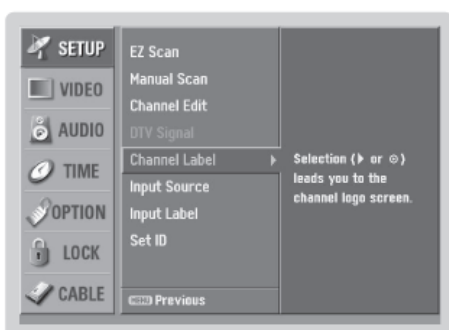 SETUP
VIDEO
AUDIO
TIME
OPTION
LOCK
CABLE
EZ Scan
Manual Scan
Channel Edit
DTV Signal
Channel Label
Input Source
Input Label
Set ID
MENU Previous
Selection (▶ or ⊙)
leads you to the
channel logo screen.